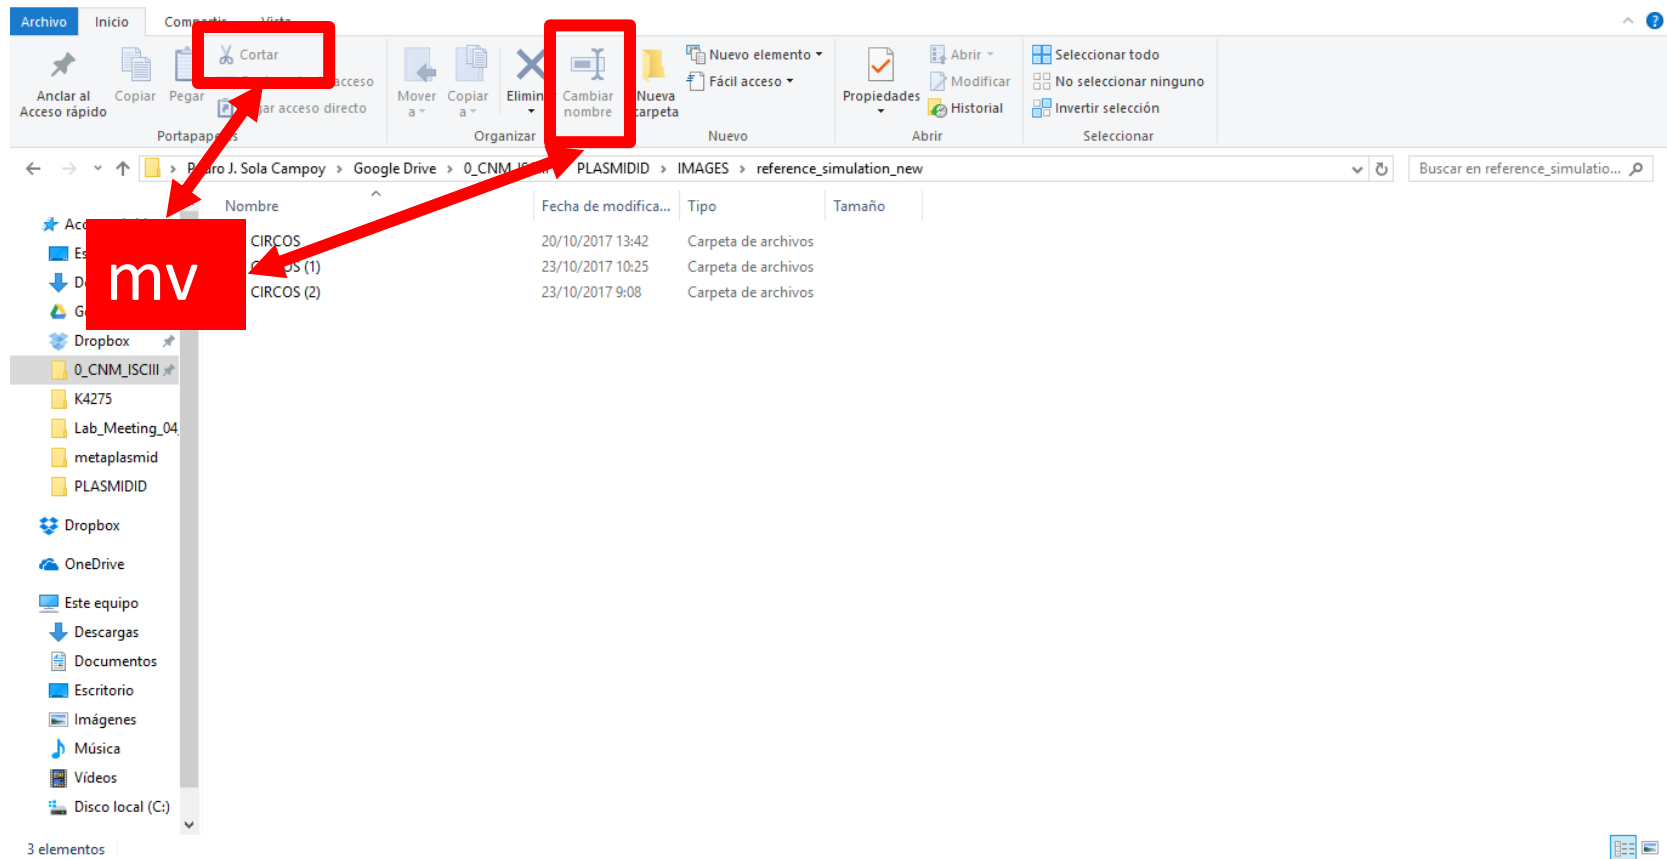 Archivo Inicio
Cortar
acceso
acceso directo
Anclar al
Acceso rápido
Copiar
Pegar
Mover
a
Copiar
a
Cambiar
nombre
Nueva
Nuevo elemento
Fácil acceso
Propiedades
Abrir
Modificar
Historial
Seleccionar todo
No seleccionar ninguno
Invertir selección
Organizar
Nuevo
Abrir
Seleccionar
J. Sola Campoy > Google Drive > PLASMIDID > IMAGES > reference_simulation_new
Buscar en reference_simulatio...
Nombre Fecha de modifica... Tipo Tamaño
CIRCOS 20/10/2017 13:42 Carpeta de archivos
(1) 23/10/2017 10:25 Carpeta de archivos
CIRCOS (2) 23/10/2017 9:08 Carpeta de archivos
mv
Dropbox
0_CNM_ISCIII
K4275
Lab_Meeting_04
metaplasmid
PLASMIDID
Dropbox
OneDrive
Este equipo
Descargas
Documentos
Escritorio
Imágenes
Música
Vídeos
Disco local (C:)
3 elementos